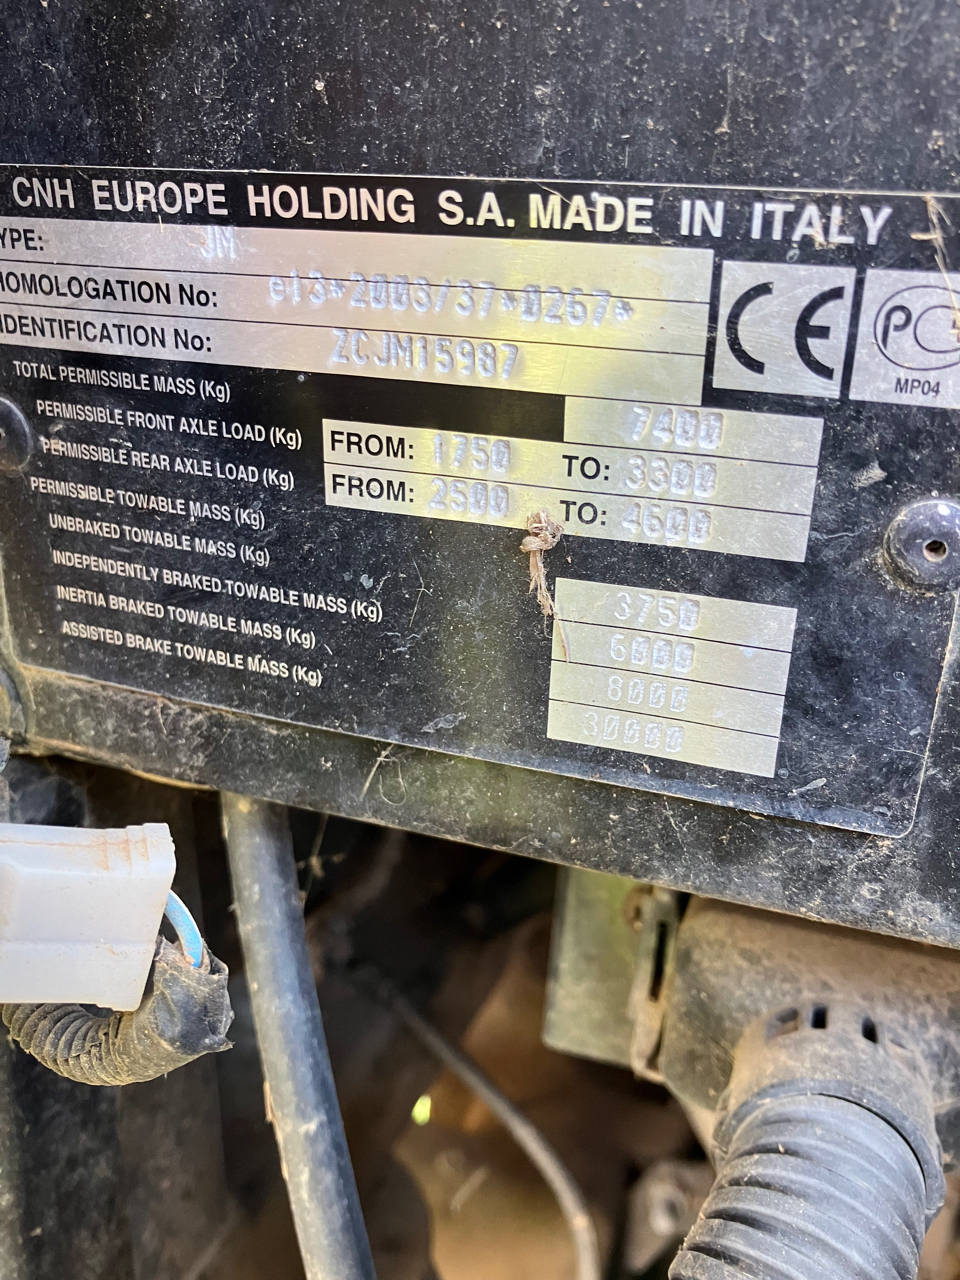 CNH EUROPE HOLDING S.A. MADE IN ITALY
YPE: JM
HOMOLOGATION No: e13*2003/37*0267*
IDENTIFICATION No: ZCJM15987
CE
PC
MP04
TOTAL PERMISSIBLE MASS (Kg) 7400
PERMISSIBLE FRONT AXLE LOAD (Kg) FROM: 1750 TO: 3300
PERMISSIBLE REAR AXLE LOAD (Kg) FROM: 2500 TO: 4600
PERMISSIBLE TOWABLE MASS (Kg)
UNBRAKED TOWABLE MASS (Kg) 3750
INDEPENDENTLY BRAKED TOWABLE MASS (Kg) 6000
INERTIA BRAKED TOWABLE MASS (Kg) 8000
ASSISTED BRAKE TOWABLE MASS (Kg) 30000